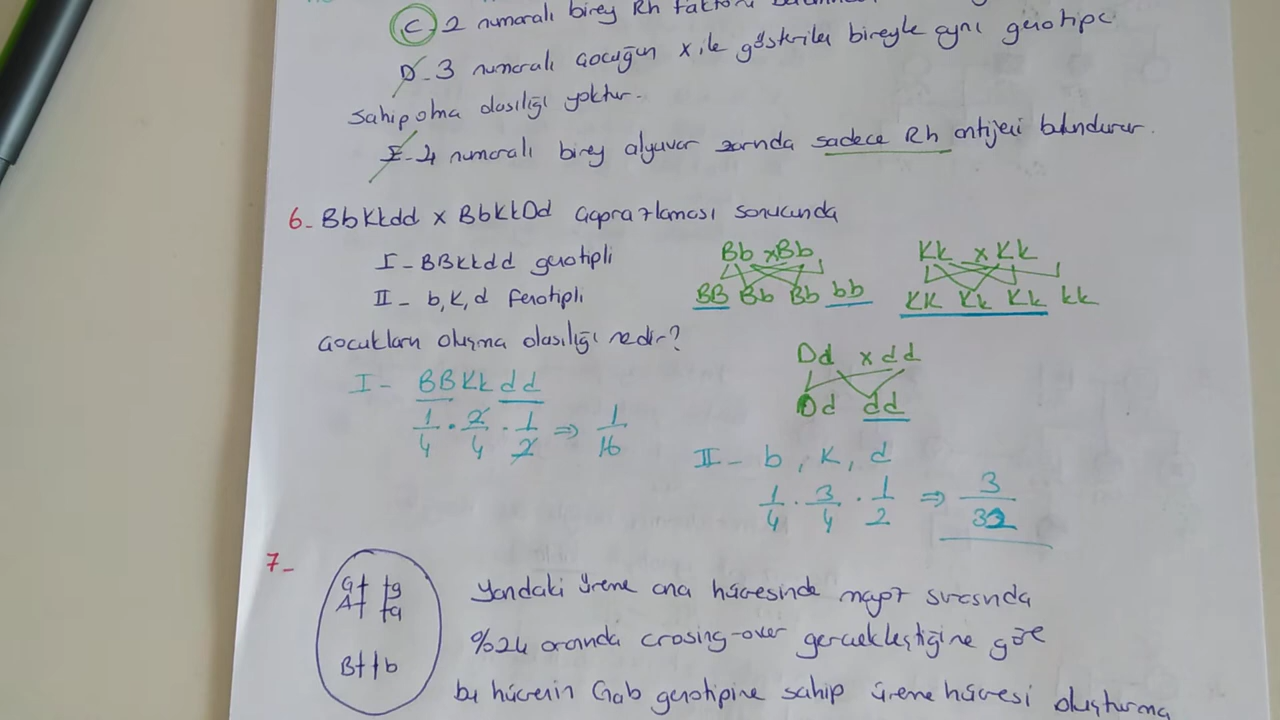 C-2 numaralı birey Rh faktörü
D-3 numaralı çocuğun x ile gösterilen bireyle aynı genotipe
sahip olma olasılığı yoktur.
E-4 numaralı birey alyuvar zarında sadece Rh antijeni bulundurur.
6- BbKkdd x BbKkDd çaprazlaması sonucunda
I - BBKkdd genotipli
II - b, K, d fenotipli
çocukların oluşma olasılığı nedir?
Bb x Bb
BB Bb Bb bb
Kk x Kk
KK Kk Kk kk
Dd x dd
Dd dd
I - BBKkdd
1/4 · 2/4 · 1/2 ⇒ 1/16
II - b, K, d
1/4 · 3/4 · 1/2 ⇒ 3/32
7-
G g
A a
B b
Yandaki üreme ana hücresinde mayoz sırasında
%24 oranında crosing-over gerçekleştiğine göre
bu hücrenin Gab genotipine sahip üreme hücresi oluşturma